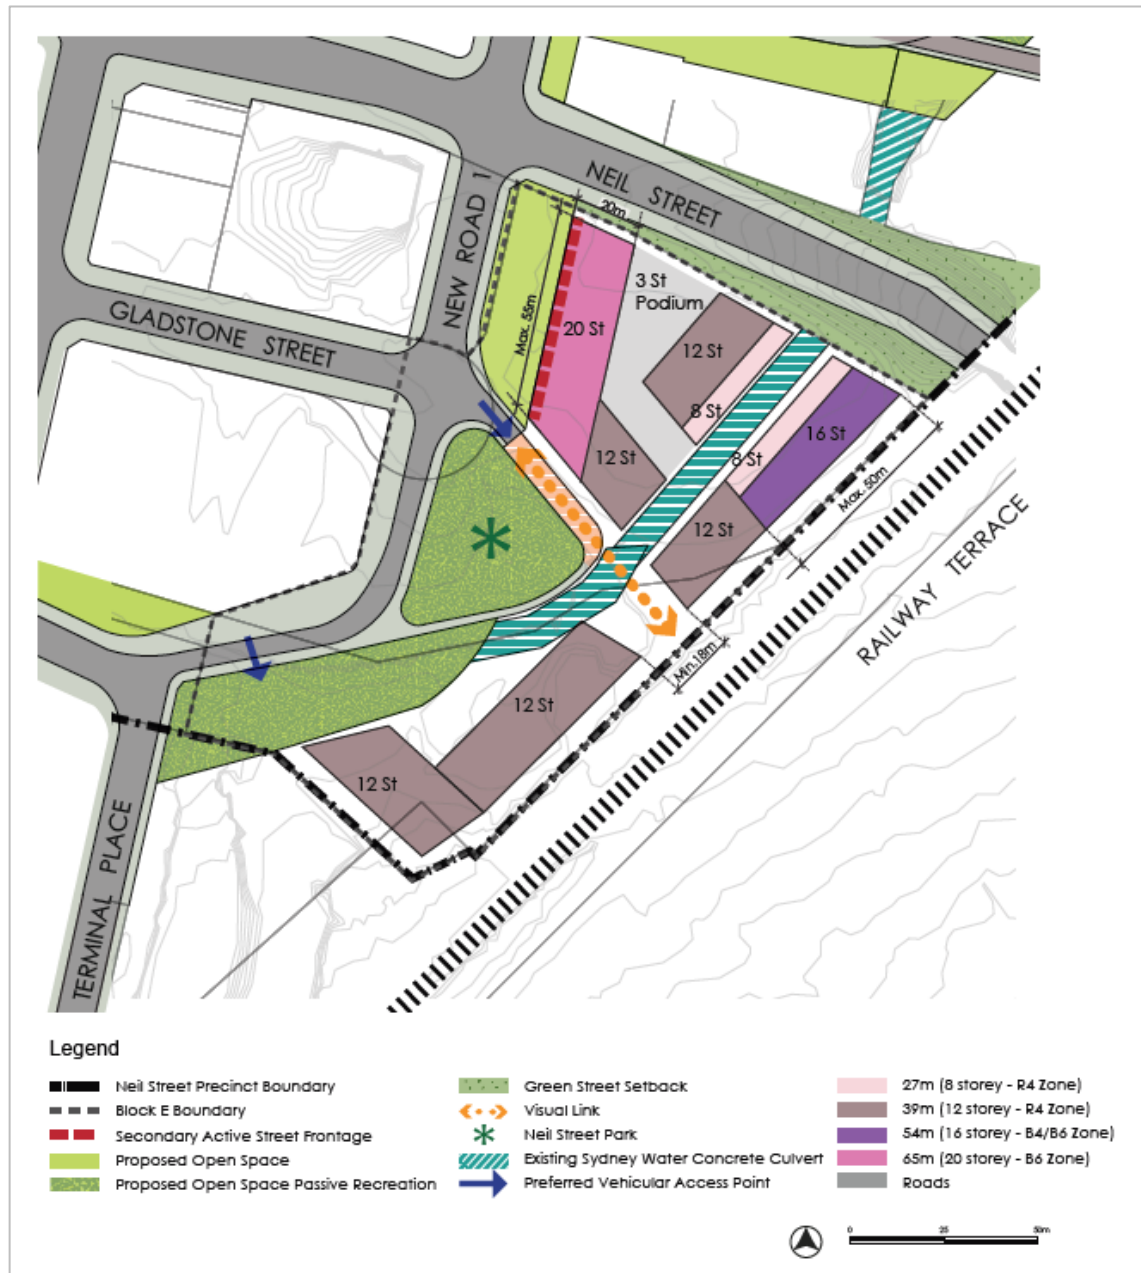 NEIL STREET
20m
NEW ROAD 1
3 St
Podium
Max. 55m
20 St
GLADSTONE STREET
12 St
8 St
16 St
8 St
12 St
Max. 50m
12 St
RAILWAY TERRACE
Min.18m
12 St
12 St
TERMINAL PLACE
Legend
Neil Street Precinct Boundary
Block E Boundary
Secondary Active Street Frontage
Proposed Open Space
Proposed Open Space Passive Recreation
Green Street Setback
Visual Link
Neil Street Park
Existing Sydney Water Concrete Culvert
Preferred Vehicular Access Point
27m (8 storey - R4 Zone)
39m (12 storey - R4 Zone)
54m (16 storey - B4/B6 Zone)
65m (20 storey - B6 Zone)
Roads
0 25 50m